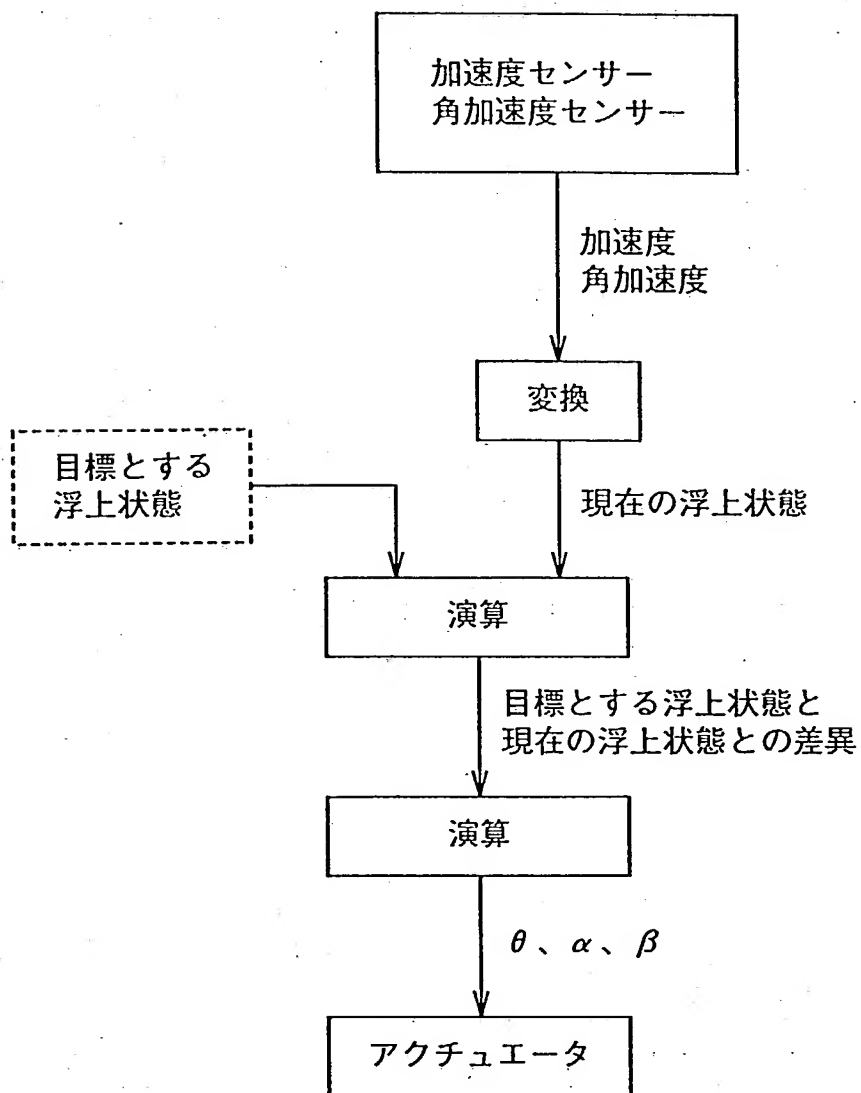 加速度センサー
角加速度センサー
加速度
角加速度
変換
目標とする
浮上状態
現在の浮上状態
演算
目標とする浮上状態と
現在の浮上状態との差異
演算
θ、α、β
アクチュエータ